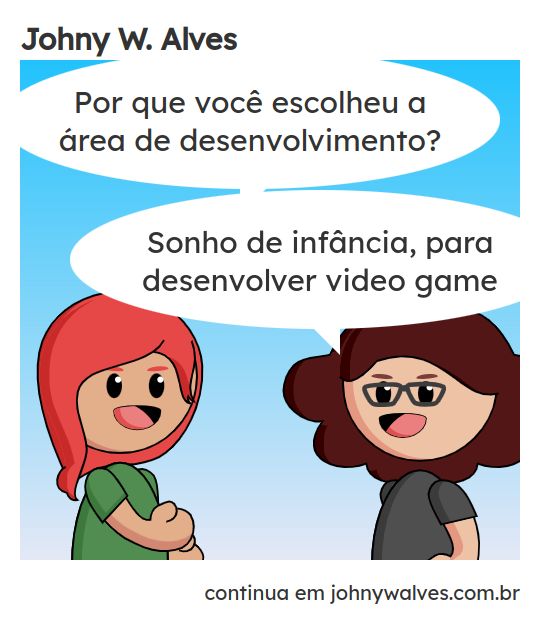 Johny W. Alves
Por que você escolheu a
área de desenvolvimento?
Sonho de infância, para
desenvolver video game
continua em johnywalves.com.br